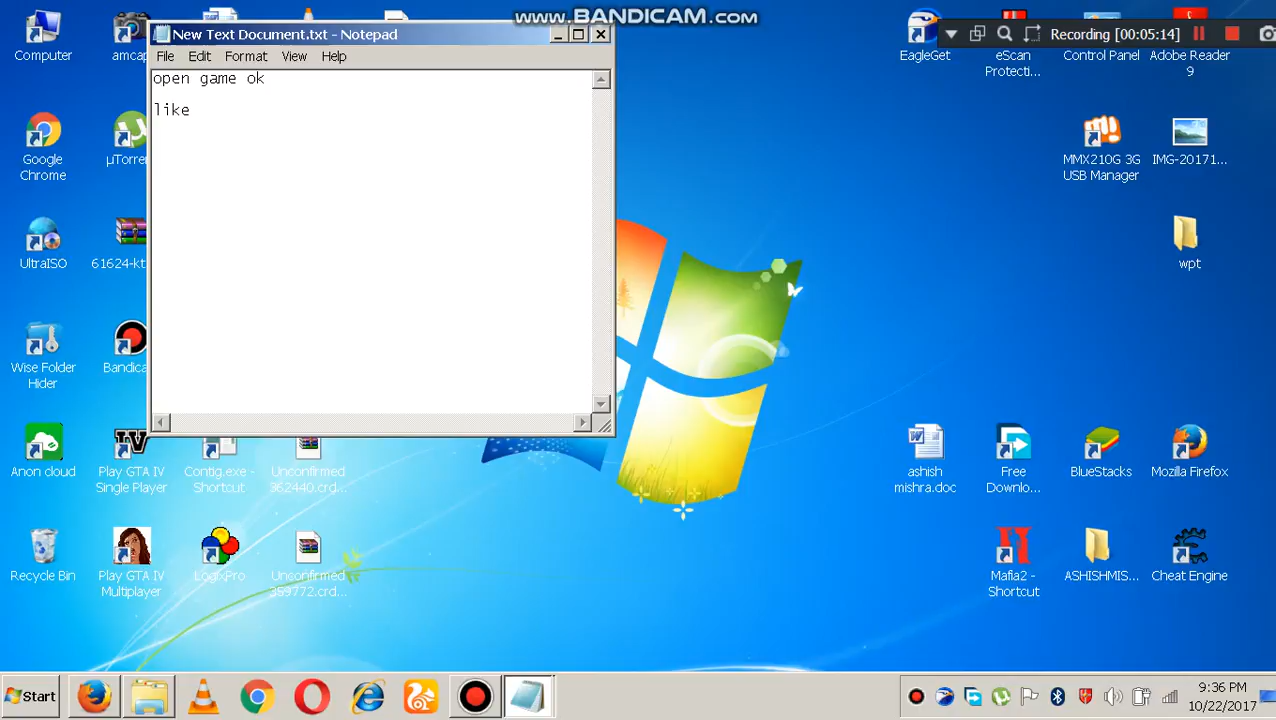 www.BANDICAM.com
New Text Document.txt - Notepad
File Edit Format View Help
open game ok
like
Recording [00:05:14]
Computer
amcap
EagleGet
eScan
Protecti...
Control Panel
Adobe Reader
9
Google
Chrome
µTorren
MMX210G 3G
USB Manager
IMG-20171...
UltraISO
61624-kt
wpt
Wise Folder
Hider
Bandica
Anon cloud
Play GTA IV
Single Player
Contig.exe -
Shortcut
Unconfirmed
362440.crd...
ashish
mishra.doc
Free
Downlo...
BlueStacks
Mozilla Firefox
Recycle Bin
Play GTA IV
Multiplayer
LogixPro
Unconfirmed
359772.crd...
Mafia2 -
Shortcut
ASHISHMIS...
Cheat Engine
Start
9:36 PM
10/22/2017